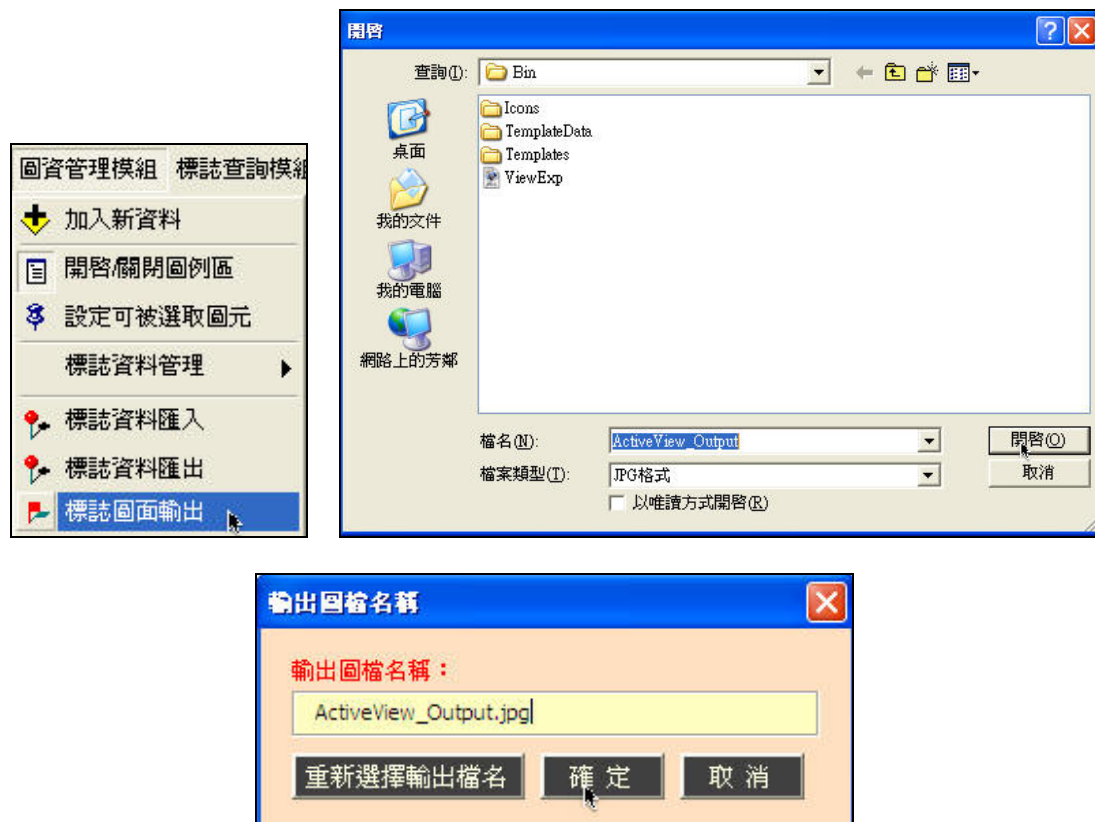 圖資管理模組 標誌查詢模組
加入新資料
開啓/關閉圖例區
設定可被選取圖元
標誌資料管理
標誌資料匯入
標誌資料匯出
標誌圖面輸出
開啓
查詢(I): Bin
Icons
TemplateData
Templates
ViewExp
桌面
我的文件
我的電腦
網路上的芳鄰
檔名(N): ActiveView_Output 開啓(O)
檔案類型(T): JPG格式 取消
以唯讀方式開啓(R)
輸出圖檔名稱
輸出圖檔名稱：
ActiveView_Output.jpg
重新選擇輸出檔名 確 定 取 消